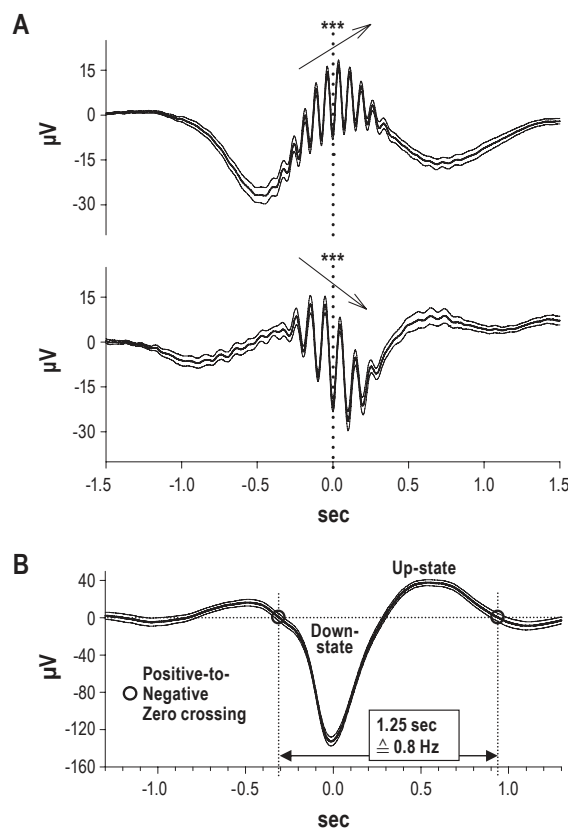 A
***
15
0
-15
-30
µV
***
15
0
-15
-30
µV
-1.5 -1.0 -0.5 0.0 0.5 1.0 1.5
sec
B
Up-state
40
0
-40
-80
-120
-160
µV
Down-
state
Positive-to-
Negative
Zero crossing
1.25 sec
≙ 0.8 Hz
-1.0 -0.5 0.0 0.5 1.0
sec